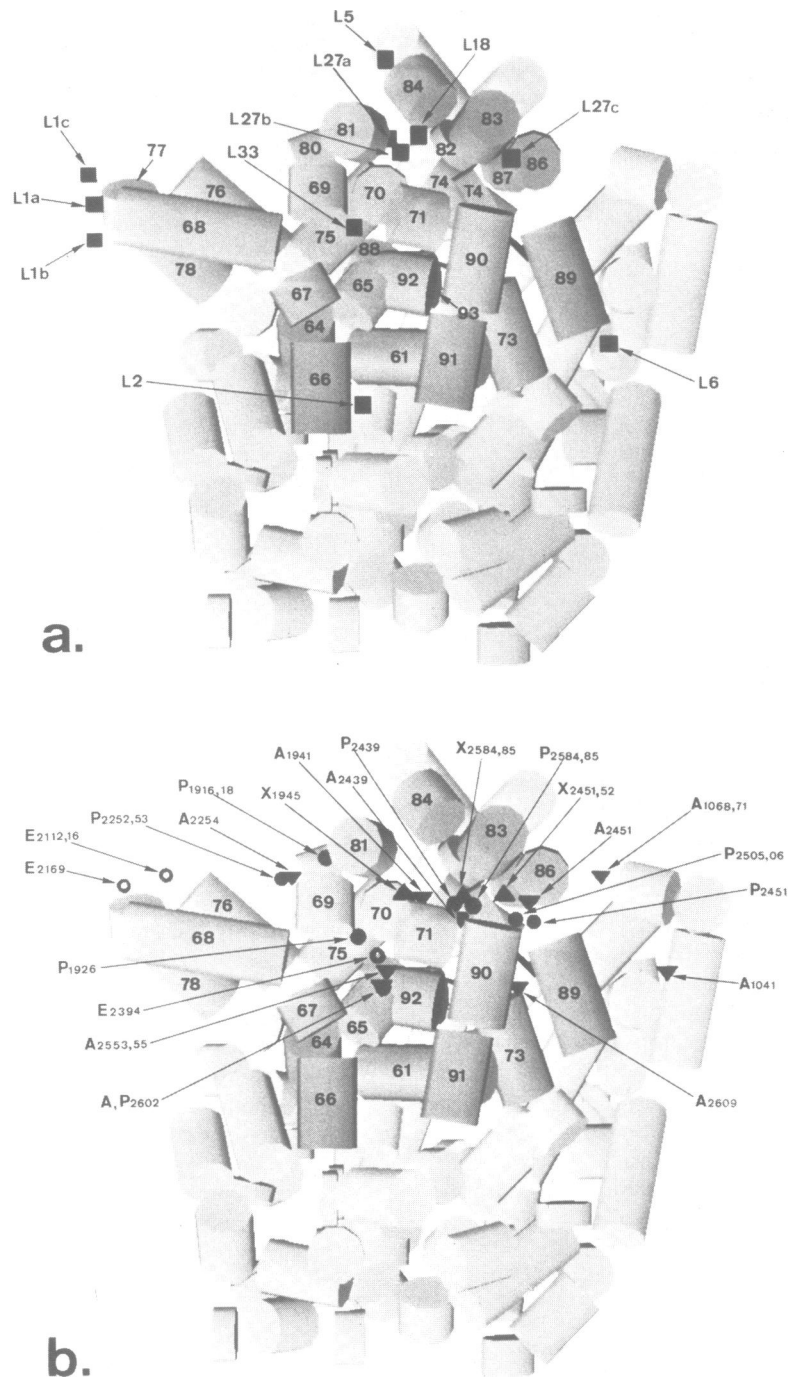 L5
L18
L27a
84
L27b
81
83
L27c
L1c
77
80
82
86
L33
87
74
L1a
76
69
70
T4
68
71
75
90
L1b
78
88
92
89
67
65
93
64
73
61
91
66
L2
L6
a.
P2439
X2584,85
A1941
P2584,85
A2439
X2451,52
P1916,18
X1945
84
A1068,71
P2252,53
A2254
83
A2451
E2112,16
81
86
P2505,06
E2169
P2451
76
69
70
68
71
75
90
P1926
78
92
89
A1041
E2394
67
65
A2553,55
64
73
61
91
A,P2602
66
A2609
b.